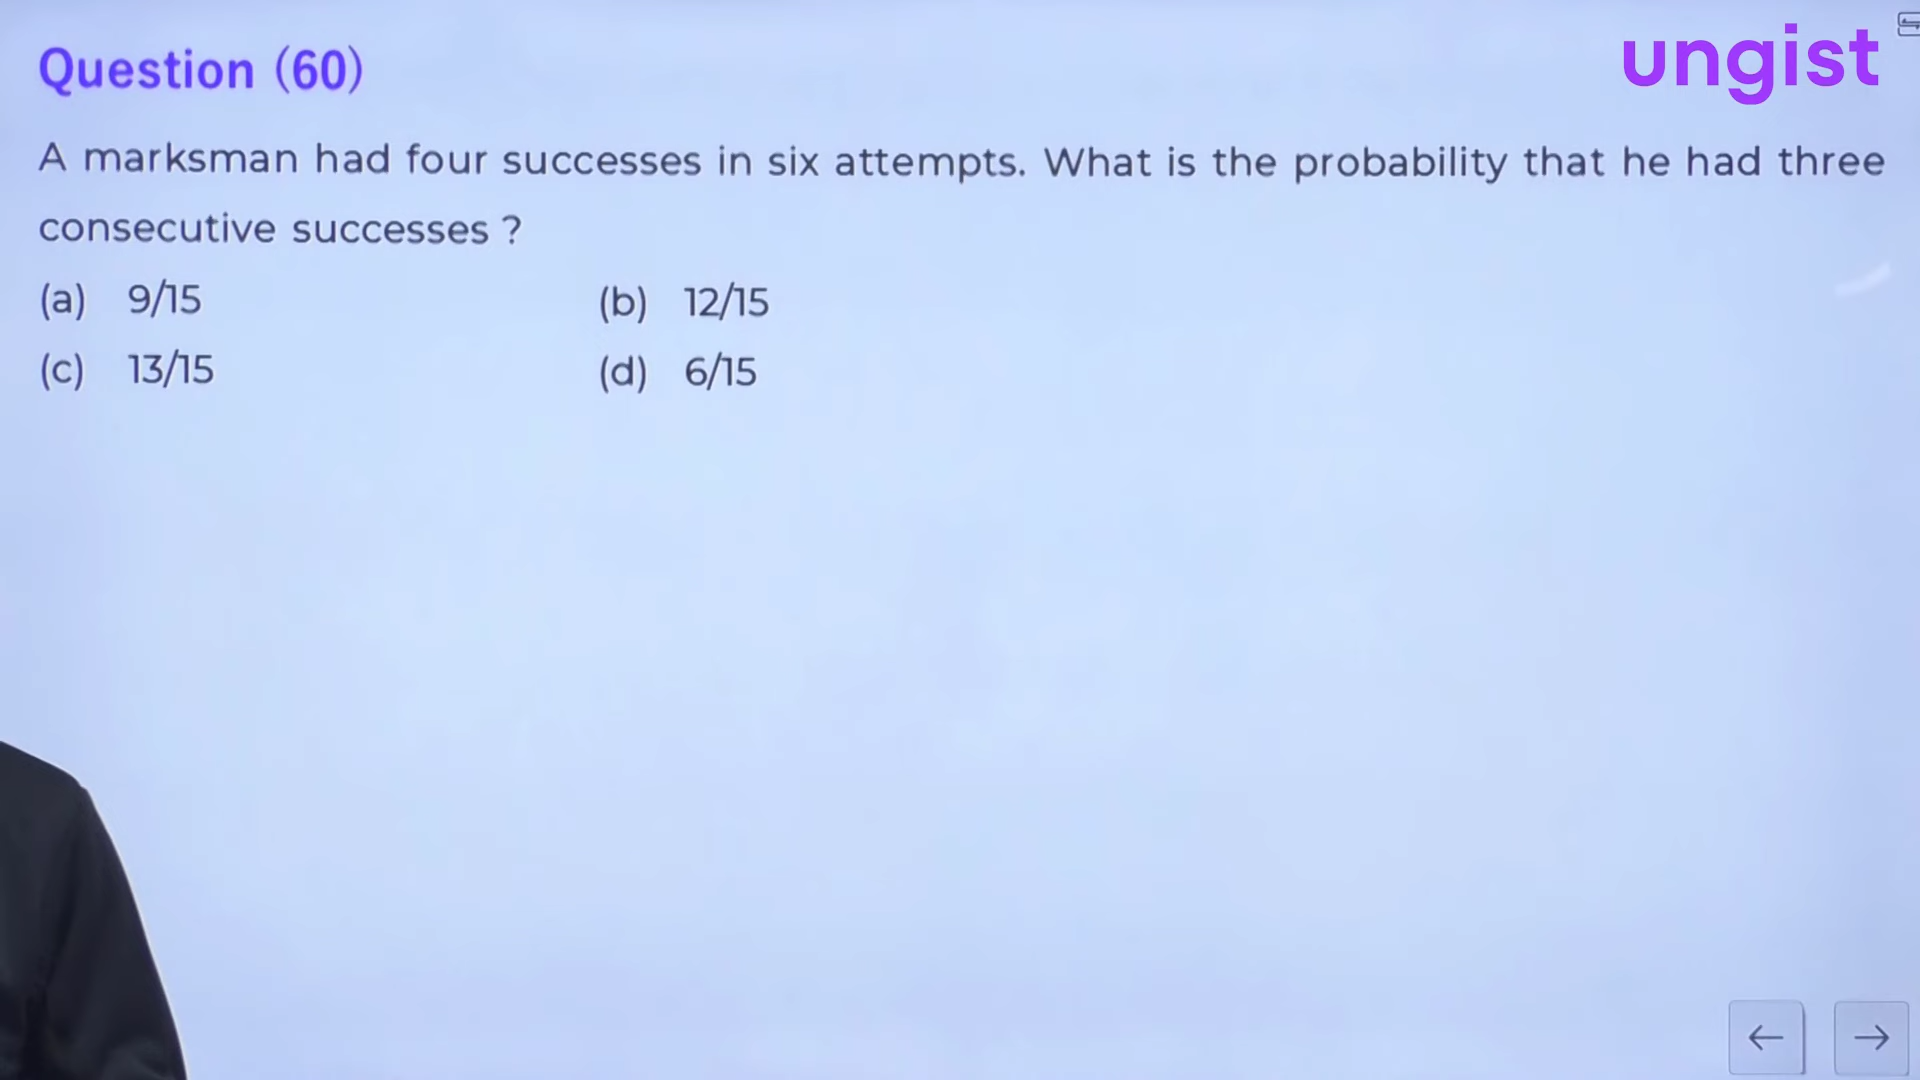 Question (60)
ungist
A marksman had four successes in six attempts. What is the probability that he had three
consecutive successes ?
(a) 9/15
(b) 12/15
(c) 13/15
(d) 6/15